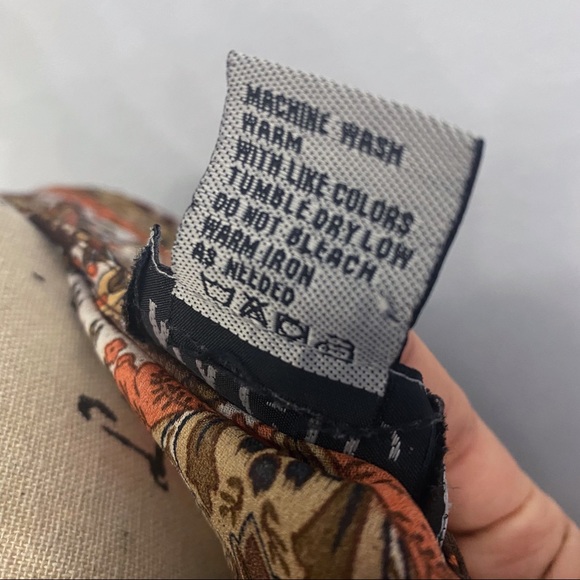 MACHINE WASH
WARM
WITH LIKE COLORS
TUMBLE DRY LOW
DO NOT BLEACH
WARM IRON
AS NEEDED